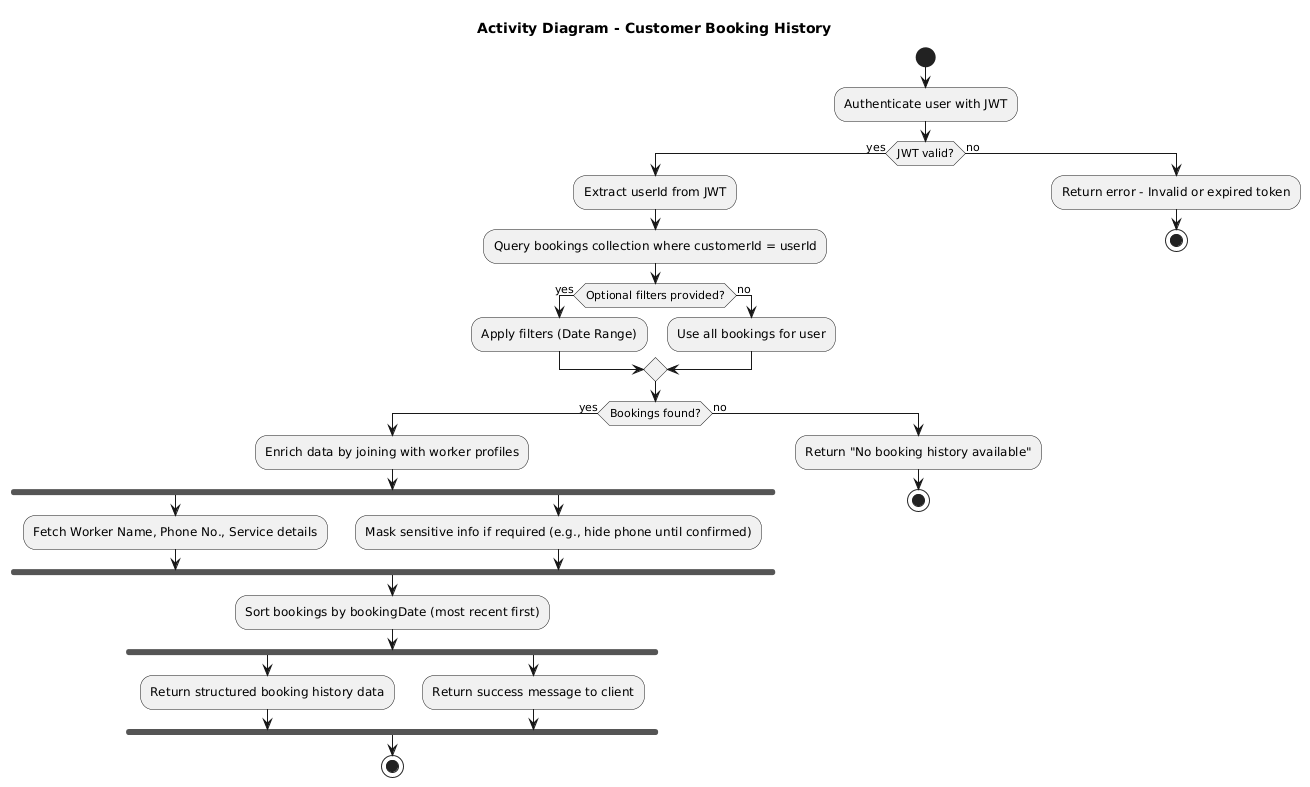 Activity Diagram - Customer Booking History
Authenticate user with JWT
yes
JWT valid?
no
Extract userId from JWT
Return error - Invalid or expired token
Query bookings collection where customerId = userId
yes
Optional filters provided?
no
Apply filters (Date Range)
Use all bookings for user
yes
Bookings found?
no
Enrich data by joining with worker profiles
Return "No booking history available"
Fetch Worker Name, Phone No., Service details
Mask sensitive info if required (e.g., hide phone until confirmed)
Sort bookings by bookingDate (most recent first)
Return structured booking history data
Return success message to client